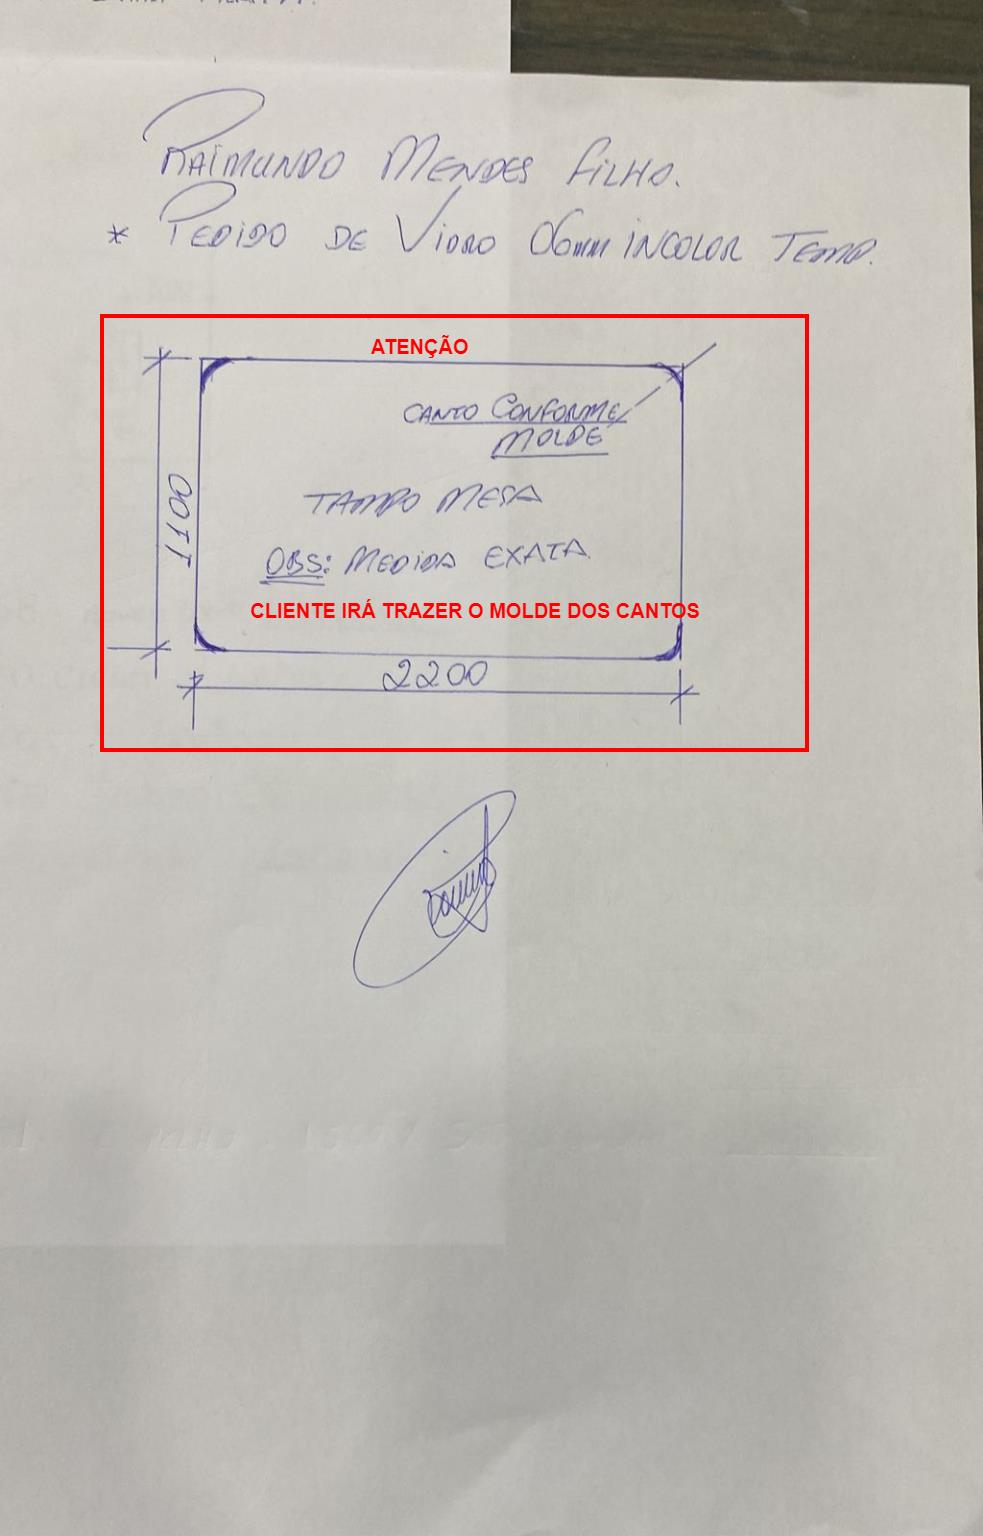 RAIMUNDO MENDES FILHO.
* PEDIDO DE VIDRO 06mm INCOLOR TEMP.
ATENÇÃO
CANTO CONFORME
MOLDE
1100
TAMPO MESA
OBS: MEDIDA EXATA.
CLIENTE IRÁ TRAZER O MOLDE DOS CANTOS
2200